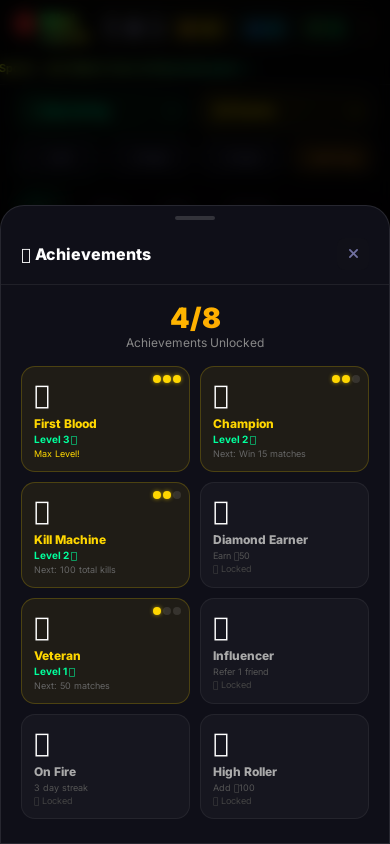 Achievements
4/8
Achievements Unlocked
First Blood
Level 3
Max Level!
Champion
Level 2
Next: Win 15 matches
Kill Machine
Level 2
Next: 100 total kills
Diamond Earner
Earn 50
Locked
Veteran
Level 1
Next: 50 matches
Influencer
Refer 1 friend
Locked
On Fire
3 day streak
Locked
High Roller
Add 100
Locked